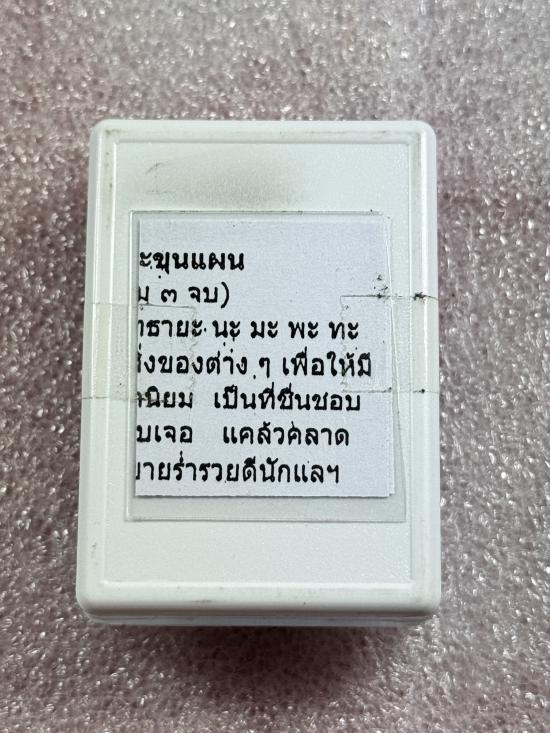 ะขุนแผน
ม ๓ จบ)
ทธายะ นะ มะ พะ ทะ
ิ่งของต่าง ๆ เพื่อให้มี
านิยม เป็นที่ชื่นชอบ
บเจอ แคล้วคลาด
บายร่ำรวยดีนักแลฯ